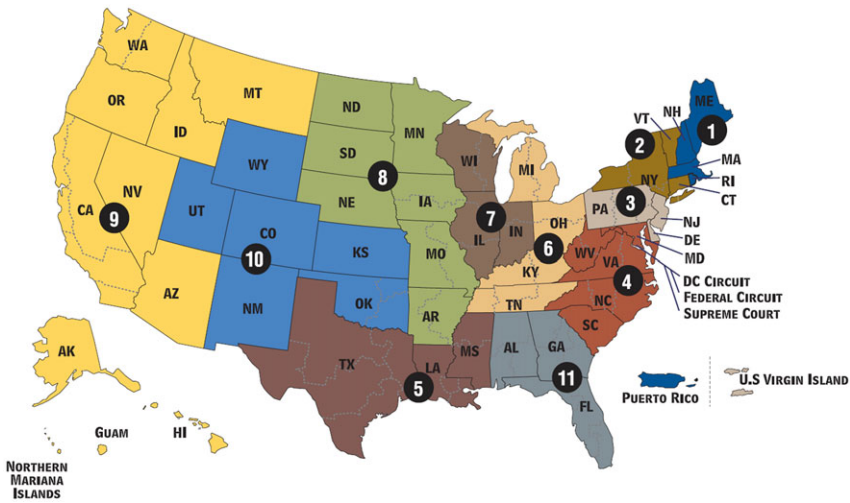 WA
OR
ID
MT
NV
CA
9
AZ
AK
GUAM
HI
NORTHERN
MARIANA
ISLANDS
WY
UT
CO
10
KS
NM
OK
ND
MN
SD
8
NE
IA
MO
AR
TX
LA
MS
5
WI
7
IL
IN
MI
OH
6
KY
TN
AL
GA
11
FL
WV
VA
4
NC
SC
PA
3
NY
2
VT
NH
ME
1
MA
RI
CT
NJ
DE
MD
DC CIRCUIT
FEDERAL CIRCUIT
SUPREME COURT
PUERTO RICO
U.S VIRGIN ISLAND